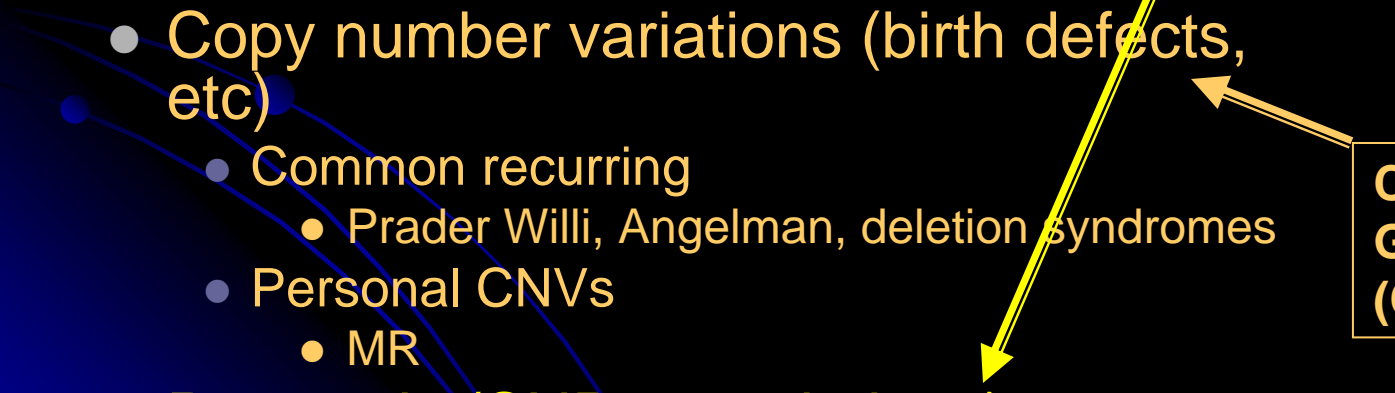 Copy number variations (birth defects,
etc)
Common recurring
Prader Willi, Angelman, deletion syndromes
Personal CNVs
MR